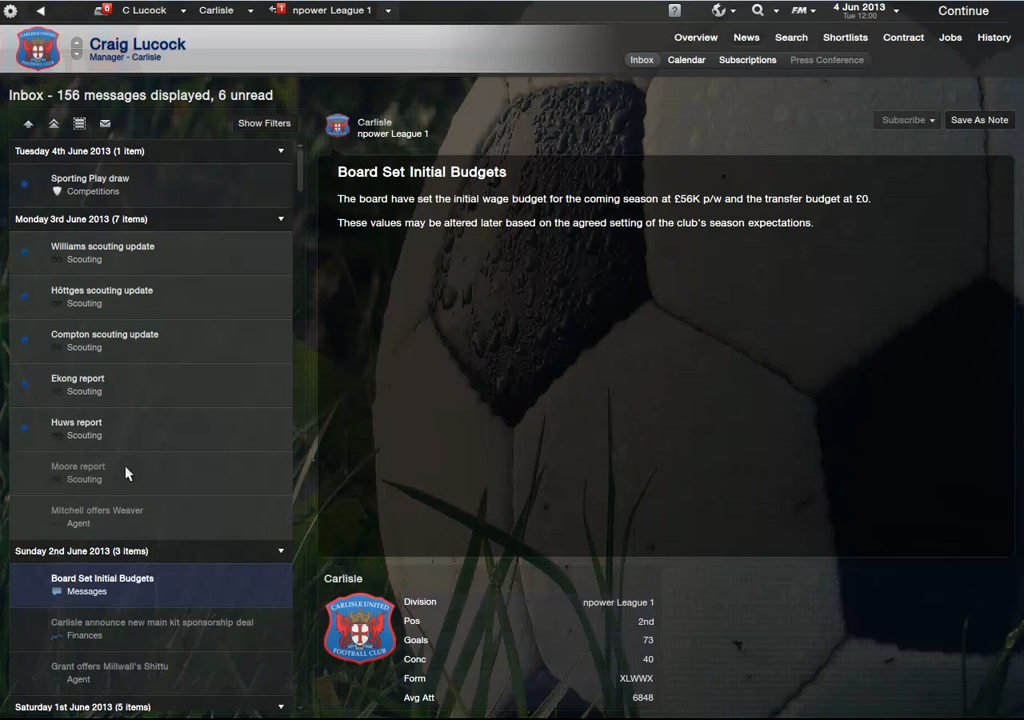 6
C Lucock
Carlisle
1
npower League 1
?
FM
4 Jun 2013
Tue 12:00
Continue
Craig Lucock
Manager - Carlisle
Overview
News
Search
Shortlists
Contract
Jobs
History
Inbox
Calendar
Subscriptions
Press Conference
Inbox - 156 messages displayed, 6 unread
Show Filters
Tuesday 4th June 2013 (1 item)
Sporting Play draw
Competitions
Monday 3rd June 2013 (7 items)
Williams scouting update
Scouting
Höttges scouting update
Scouting
Compton scouting update
Scouting
Ekong report
Scouting
Huws report
Scouting
Moore report
Scouting
Mitchell offers Weaver
Agent
Sunday 2nd June 2013 (3 items)
Board Set Initial Budgets
Messages
Carlisle announce new main kit sponsorship deal
Finances
Grant offers Millwall's Shittu
Agent
Saturday 1st June 2013 (5 items)
Carlisle
npower League 1
Subscribe
Save As Note
Board Set Initial Budgets
The board have set the initial wage budget for the coming season at £56K p/w and the transfer budget at £0.
These values may be altered later based on the agreed setting of the club's season expectations.
Carlisle
CARLISLE UNITED
FOOTBALL CLUB
Division npower League 1
Pos 2nd
Goals 73
Conc 40
Form XLWWX
Avg Att 6848